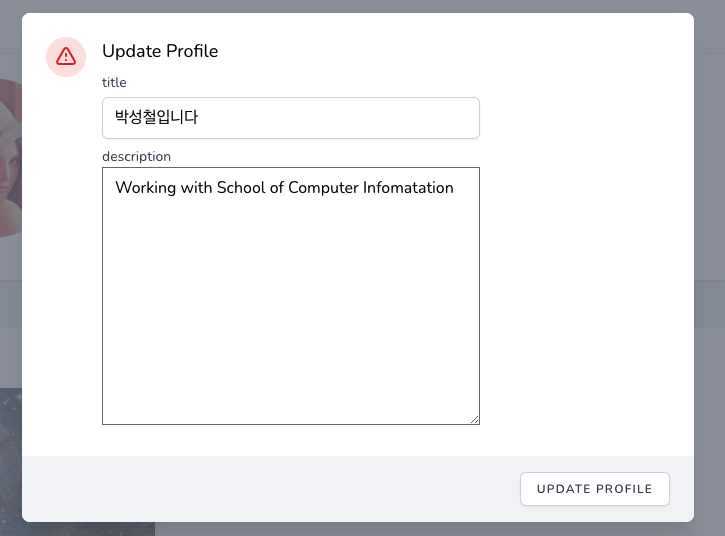 Update Profile
title
박성철입니다
description
Working with School of Computer Infomatation
UPDATE PROFILE